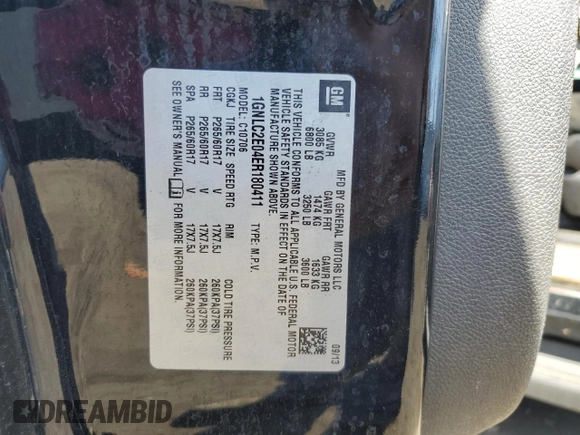 GM
MFD BY GENERAL MOTORS LLC
09/13
GVWR GAWR FRT GAWR RR
3085 KG 1474 KG 1633 KG
6800 LB 3250 LB 3600 LB
THIS VEHICLE CONFORMS TO ALL APPLICABLE U.S. FEDERAL MOTOR
VEHICLE SAFETY STANDARDS IN EFFECT ON THE DATE OF
MANUFACTURE SHOWN ABOVE.
1GNLC2E04ER180411 TYPE: M.P.V.
MODEL: C10706
CGKJ TIRE SIZE SPEED RTG RIM COLD TIRE PRESSURE
FRT P265/60R17 V 17X7.5J 260KPA(37PSI)
RR P265/60R17 V 17X7.5J 260KPA(37PSI)
SPA P265/60R17 V 17X7.5J 260KPA(37PSI)
SEE OWNER'S MANUAL FOR MORE INFORMATION.
DREAMBID